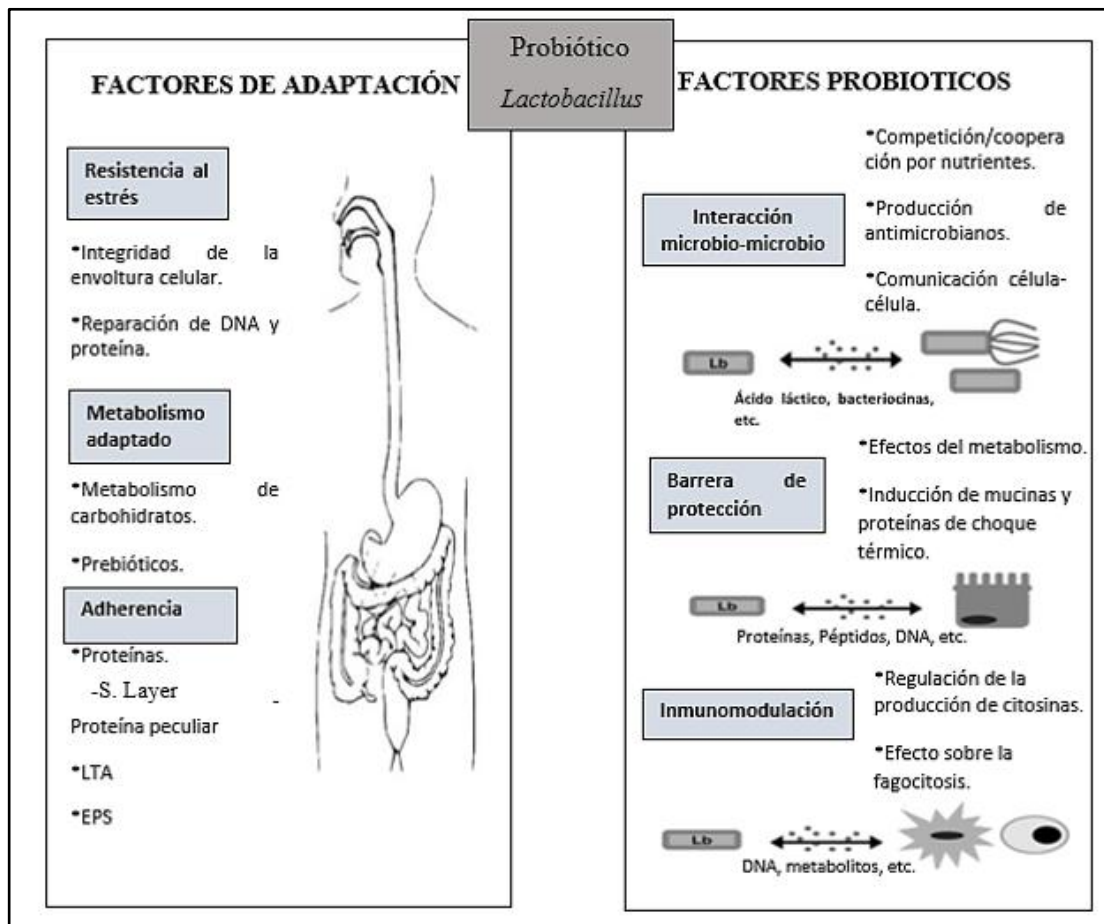 Probiótico
Lactobacillus
FACTORES DE ADAPTACIÓN
Resistencia al
estrés
*Integridad de la
envoltura celular.
*Reparación de DNA y
proteína.
Metabolismo
adaptado
*Metabolismo de
carbohidratos.
*Prebióticos.
Adherencia
*Proteínas.
-S. Layer -
Proteína peculiar
*LTA
*EPS
FACTORES PROBIOTICOS
Interacción
microbio-microbio
*Competición/coopera
ción por nutrientes.
*Producción de
antimicrobianos.
*Comunicación célula-
célula.
Lb
Ácido láctico, bacteriocinas,
etc.
Barrera de
protección
*Efectos del metabolismo.
*Inducción de mucinas y
proteínas de choque
térmico.
Lb
Proteínas, Péptidos, DNA, etc.
Inmunomodulación
*Regulación de la
producción de citosinas.
*Efecto sobre la
fagocitosis.
Lb
DNA, metabolitos, etc.